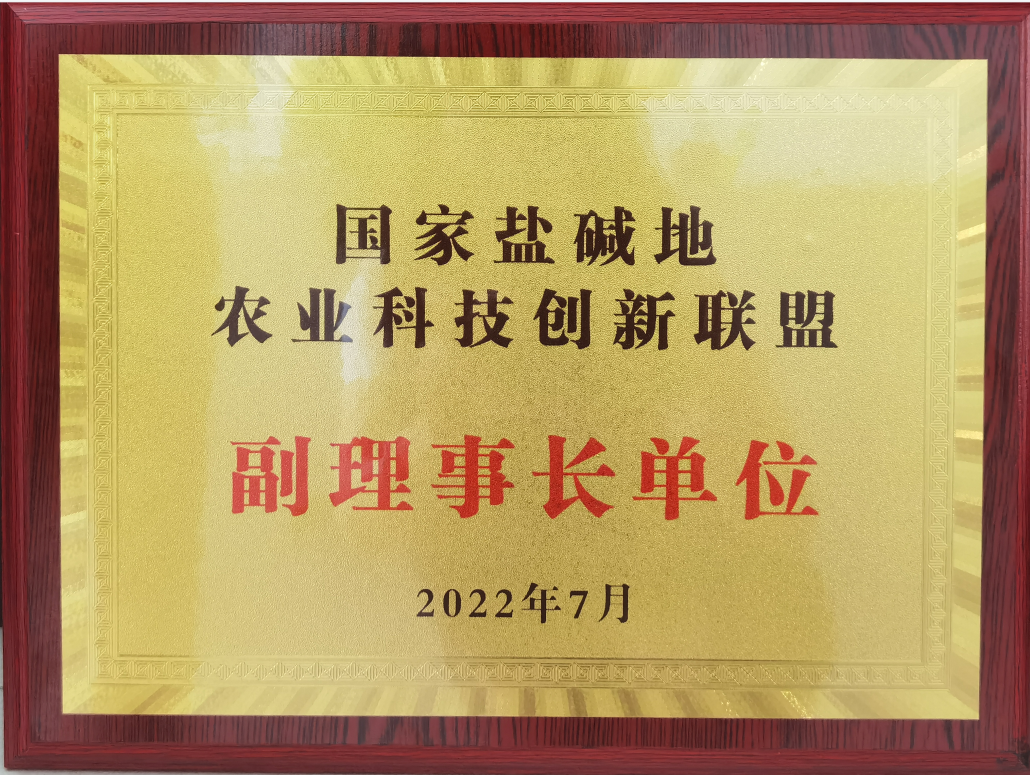 国家盐碱地
农业科技创新联盟
副理事长单位
2022年7月